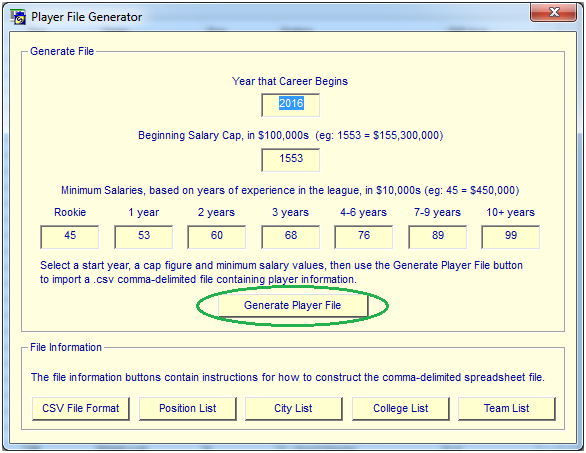 Player File Generator
Generate File
Year that Career Begins
2016
Beginning Salary Cap, in $100,000s (eg: 1553 = $155,300,000)
1553
Minimum Salaries, based on years of experience in the league, in $10,000s (eg: 45 = $450,000)
Rookie 1 year 2 years 3 years 4-6 years 7-9 years 10+ years
45 53 60 68 76 89 99
Select a start year, a cap figure and minimum salary values, then use the Generate Player File button
to import a .csv comma-delimited file containing player information.
Generate Player File
File Information
The file information buttons contain instructions for how to construct the comma-delimited spreadsheet file.
CSV File Format Position List City List College List Team List